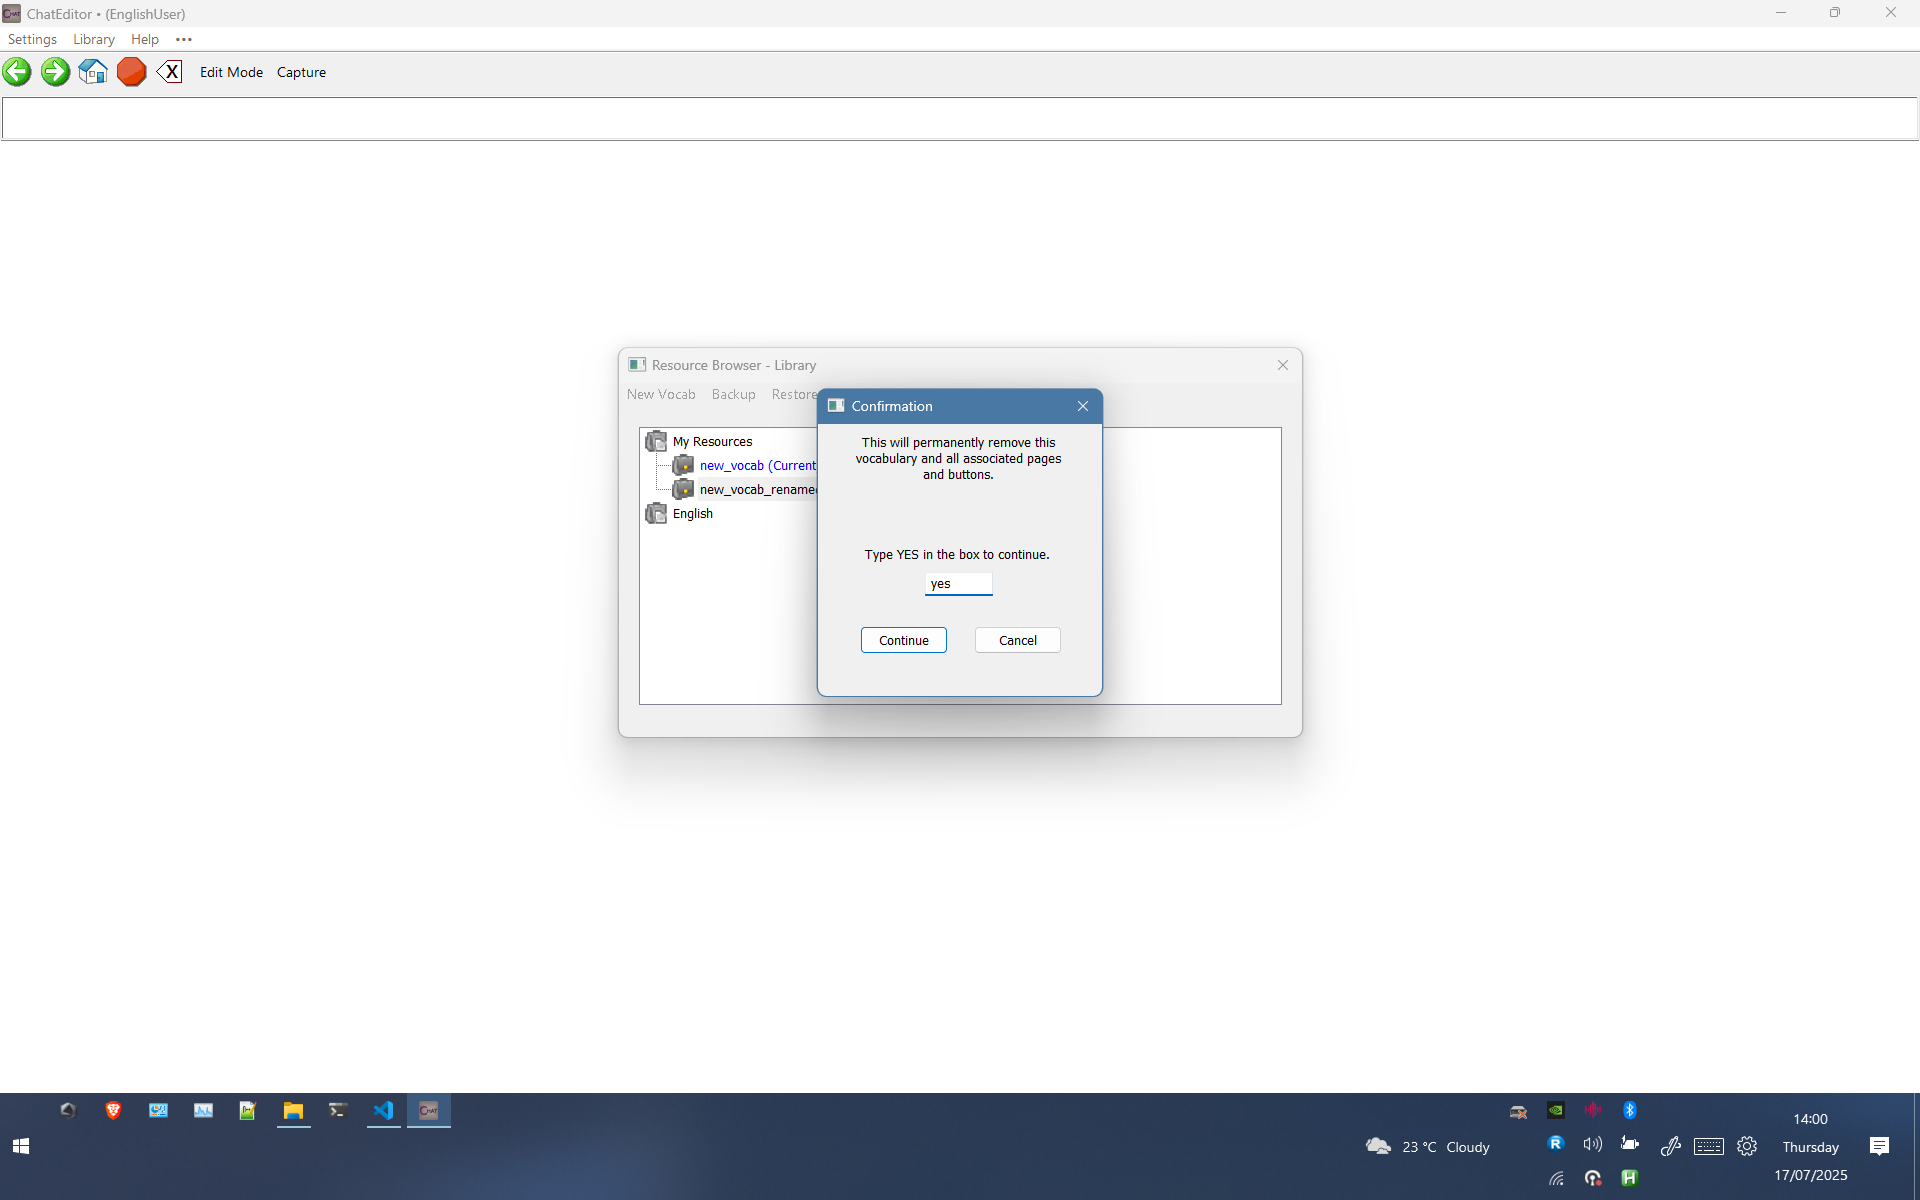 ChatEditor • (EnglishUser)
Settings Library Help •••
X Edit Mode Capture
Resource Browser - Library
New Vocab Backup Restore
Confirmation
My Resources
new_vocab (Current
new_vocab_renamed
English
This will permanently remove this
vocabulary and all associated pages
and buttons.
Type YES in the box to continue.
yes
Continue Cancel
CHAT
23 °C Cloudy
R
H
14:00
Thursday
17/07/2025